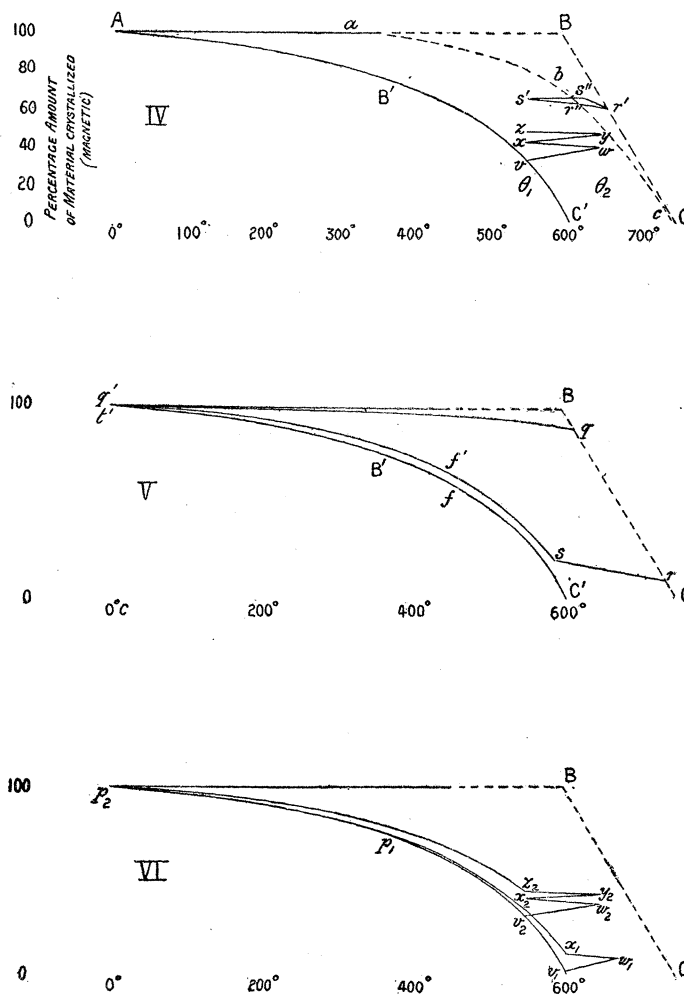 A a B
100
80
60
40
20
0
PERCENTAGE AMOUNT
OF MATERIAL CRYSTALLIZED
(MAGNETIC)
IV
B'
b
s' s" r"
r'
z y
x w
v
θ₁ θ₂
C' c C
0° 100° 200° 300° 400° 500° 600° 700°
q'
t'
100
B
q
V
B' f' f
s r
C' C
0
0°C 200° 400° 600°
100
p₂
B
VI
p₁
z₂ y₂
x₂ w₂
v₂
x₁
w₁
v₁
C
0
0° 200° 400° 600°